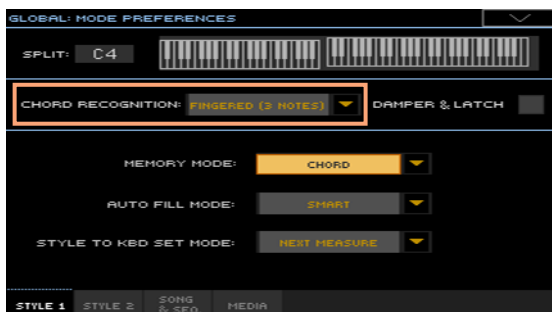 GLOBAL: MODE PREFERENCES
SPLIT: C4
CHORD RECOGNITION: FINGERED (3 NOTES) DAMPER & LATCH
MEMORY MODE: CHORD
AUTO FILL MODE: SMART
STYLE TO KBD SET MODE: NEXT MEASURE
STYLE 1 STYLE 2 SONG & SEQ MEDIA